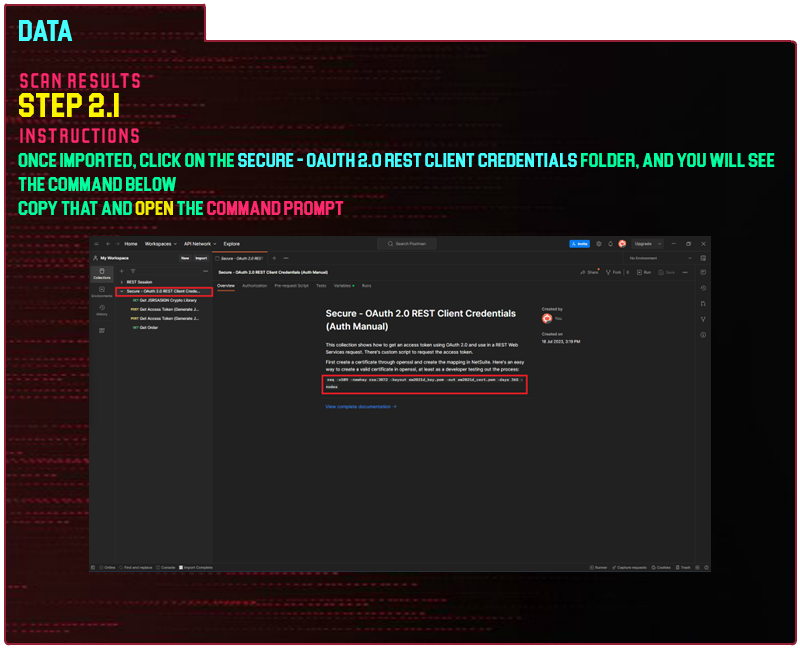 DATA
SCAN RESULTS
STEP 2.1
INSTRUCTIONS
ONCE IMPORTED, CLICK ON THE SECURE - OAUTH 2.0 REST CLIENT CREDENTIALS FOLDER, AND YOU WILL SEE
THE COMMAND BELOW
COPY THAT AND OPEN THE COMMAND PROMPT
Home Workspaces API Network Explore
Search Postman
Invite
Upgrade
My Workspace
New Import
Secure - OAuth 2.0 REST
No Environment
Collections
Environments
History
REST Session
Secure - OAuth 2.0 REST Client Crede...
GET Get JSRSASIGN Crypto Library
POST Get Access Token (Generate J...
POST Get Access Token (Generate J...
GET Get Order
Secure - OAuth 2.0 REST Client Credentials (Auth Manual)
Share Fork 0 Run Save
Overview Authorization Pre-request Script Tests Variables Runs
Secure - OAuth 2.0 REST Client Credentials
(Auth Manual)
This collection shows how to get an access token using OAuth 2.0 and use in a REST Web
Services request. There's custom script to request the access token.
First create a certificate through openssl and create the mapping in NetSuite. Here's an easy
way to create a valid certificate in openssl, at least as a developer testing out the process:
req -x509 -newkey rsa:3072 -keyout
-days 365 -
nodes
View complete documentation →
Created by
You
Created on
18 Jul 2023, 3:19 PM
Online Find and replace Console Import Complete
Runner Capture requests Cookies Trash